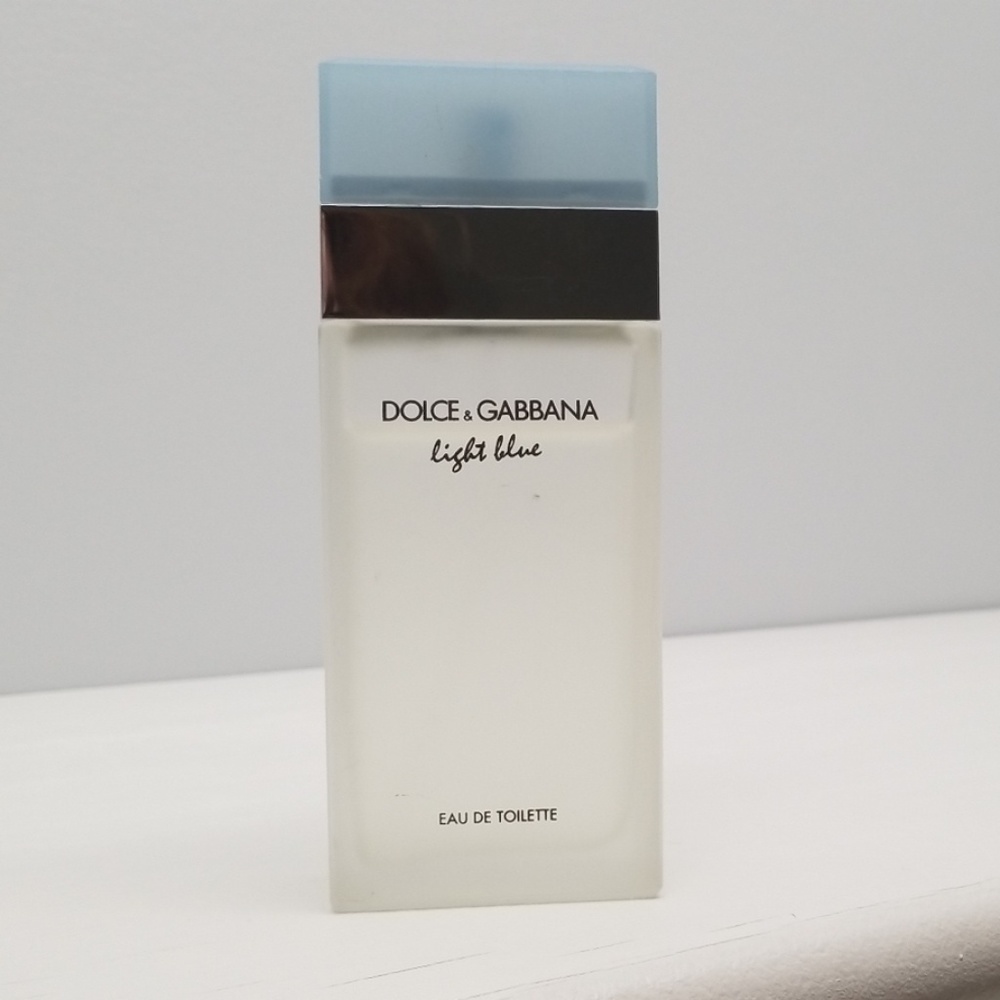 DOLCE & GABBANA
light blue
EAU DE TOILETTE